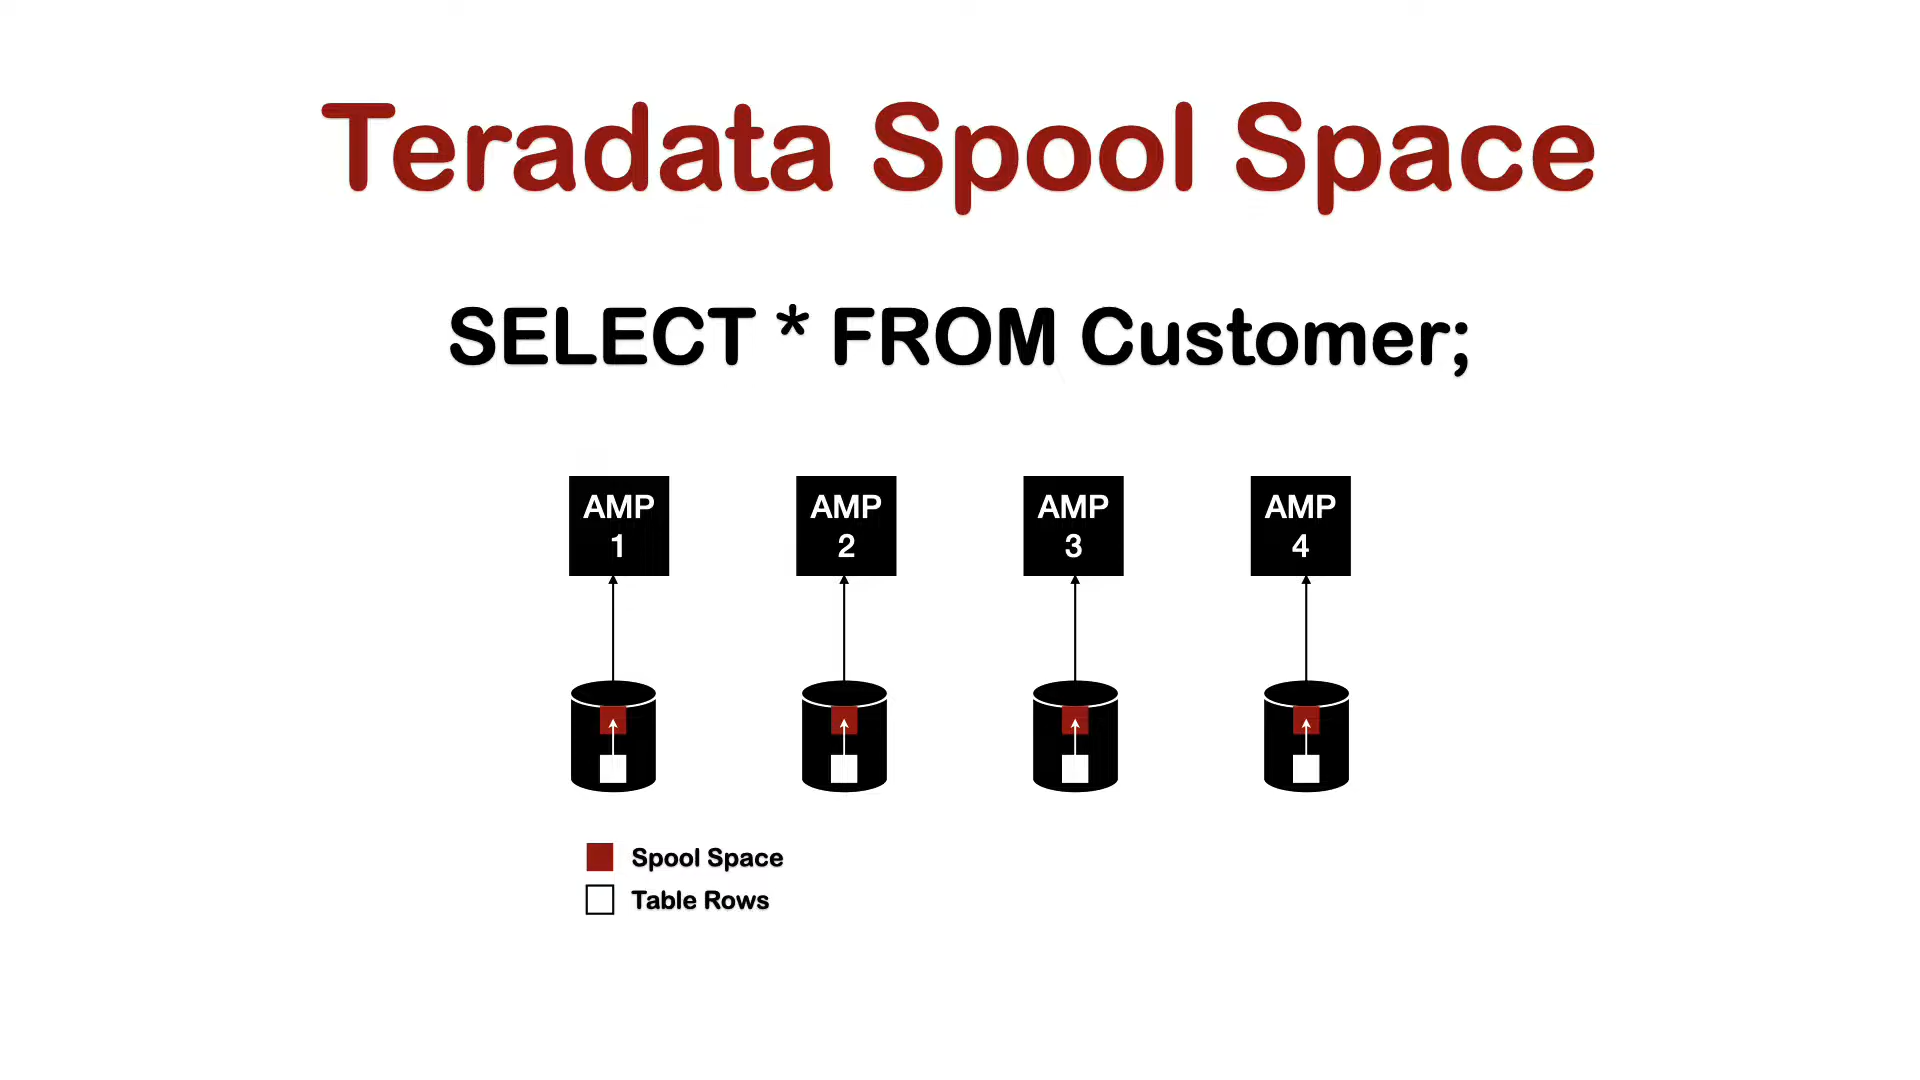 Teradata Spool Space
SELECT * FROM Customer;
AMP
1
AMP
2
AMP
3
AMP
4
Spool Space
Table Rows